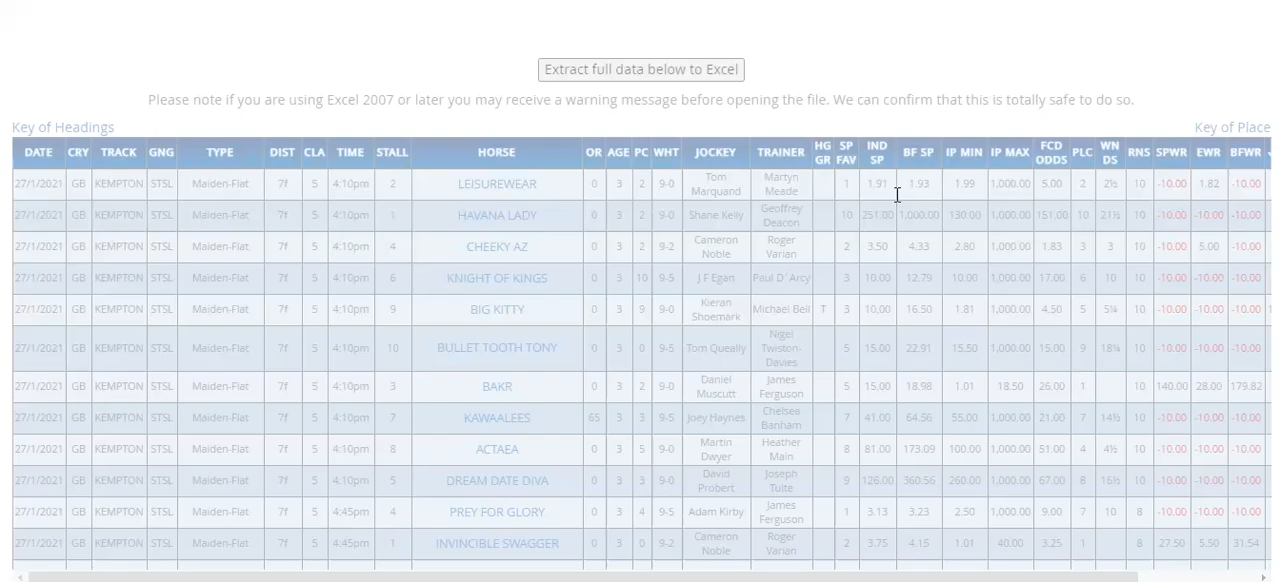 Extract full data below to Excel
Please note if you are using Excel 2007 or later you may receive a warning message before opening the file. We can confirm that this is totally safe to do so.
Key of Headings Key of Place
DATE CRY TRACK GNG TYPE DIST CLA TIME STALL HORSE OR AGE PC WHT JOCKEY TRAINER HG GR SP FAV IND SP BF SP IP MIN IP MAX FCD ODDS PLC WN DS RNS SPWR EWR BFWR
27/1/2021 GB KEMPTON STSL Maiden-Flat 7f 5 4:10pm 2 LEISUREWEAR 0 3 2 9-0 Tom Marquand Martyn Meade 1 1.91 1.93 1.99 1,000.00 5.00 2 2½ 10 -10.00 1.82 -10.00
27/1/2021 GB KEMPTON STSL Maiden-Flat 7f 5 4:10pm 1 HAVANA LADY 0 3 2 9-0 Shane Kelly Geoffrey Deacon 10 251.00 1,000.00 130.00 1,000.00 151.00 10 21½ 10 -10.00 -10.00 -10.00
27/1/2021 GB KEMPTON STSL Maiden-Flat 7f 5 4:10pm 4 CHEEKY AZ 0 3 2 9-2 Cameron Noble Roger Varian 2 3.50 4.33 2.80 1,000.00 1.83 3 3 10 -10.00 5.00 -10.00
27/1/2021 GB KEMPTON STSL Maiden-Flat 7f 5 4:10pm 6 KNIGHT OF KINGS 0 3 10 9-5 J F Egan Paul D'Arcy 3 10.00 12.79 10.00 1,000.00 17.00 6 10 10 -10.00 -10.00 -10.00
27/1/2021 GB KEMPTON STSL Maiden-Flat 7f 5 4:10pm 9 BIG KITTY 0 3 9 9-0 Kieran Shoemark Michael Bell T 3 10.00 16.50 1.81 1,000.00 4.50 5 5¼ 10 -10.00 -10.00 -10.00
27/1/2021 GB KEMPTON STSL Maiden-Flat 7f 5 4:10pm 10 BULLET TOOTH TONY 0 3 0 9-5 Tom Queally Nigel Twiston-Davies 5 15.00 22.91 15.50 1,000.00 15.00 9 18¾ 10 -10.00 -10.00 -10.00
27/1/2021 GB KEMPTON STSL Maiden-Flat 7f 5 4:10pm 3 BAKR 0 3 2 9-0 Daniel Muscutt James Ferguson 5 15.00 18.98 1.01 18.50 26.00 1 10 140.00 28.00 179.82
27/1/2021 GB KEMPTON STSL Maiden-Flat 7f 5 4:10pm 7 KAWAALEES 65 3 3 9-5 Joey Haynes Chelsea Banham 7 41.00 64.56 55.00 1,000.00 21.00 7 14½ 10 -10.00 -10.00 -10.00
27/1/2021 GB KEMPTON STSL Maiden-Flat 7f 5 4:10pm 8 ACTAEA 0 3 5 9-0 Martin Dwyer Heather Main 8 81.00 173.09 100.00 1,000.00 51.00 4 4½ 10 -10.00 -10.00 -10.00
27/1/2021 GB KEMPTON STSL Maiden-Flat 7f 5 4:10pm 5 DREAM DATE DIVA 0 3 3 9-0 David Probert Joseph Tuite 9 126.00 360.56 260.00 1,000.00 67.00 8 16½ 10 -10.00 -10.00 -10.00
27/1/2021 GB KEMPTON STSL Maiden-Flat 7f 5 4:45pm 4 PREY FOR GLORY 0 3 4 9-5 Adam Kirby James Ferguson 1 3.13 3.23 2.50 1,000.00 9.00 7 10 8 -10.00 -10.00 -10.00
27/1/2021 GB KEMPTON STSL Maiden-Flat 7f 5 4:45pm 1 INVINCIBLE SWAGGER 0 3 0 9-2 Cameron Noble Roger Varian 2 3.75 4.15 1.01 40.00 3.25 1 8 27.50 5.50 31.54